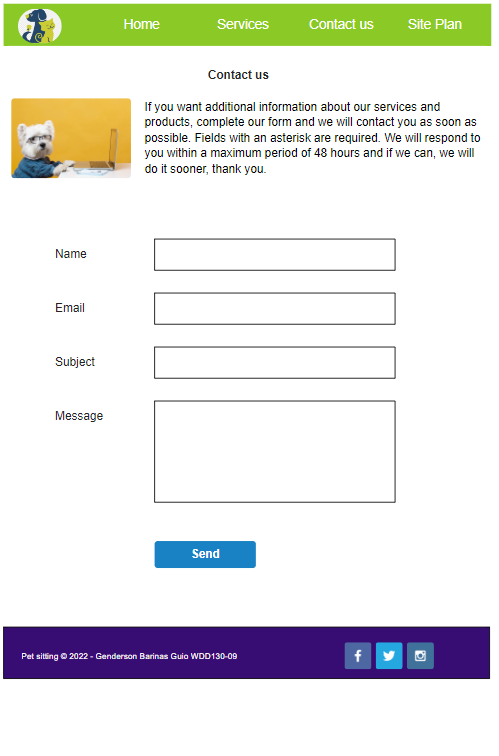 Home Services Contact us Site Plan
Contact us
If you want additional information about our services and
products, complete our form and we will contact you as soon as
possible. Fields with an asterisk are required. We will respond to
you within a maximum period of 48 hours and if we can, we will
do it sooner, thank you.
Name
Email
Subject
Message
Send
Pet sitting © 2022 - Genderson Barinas Guio WDD130-09